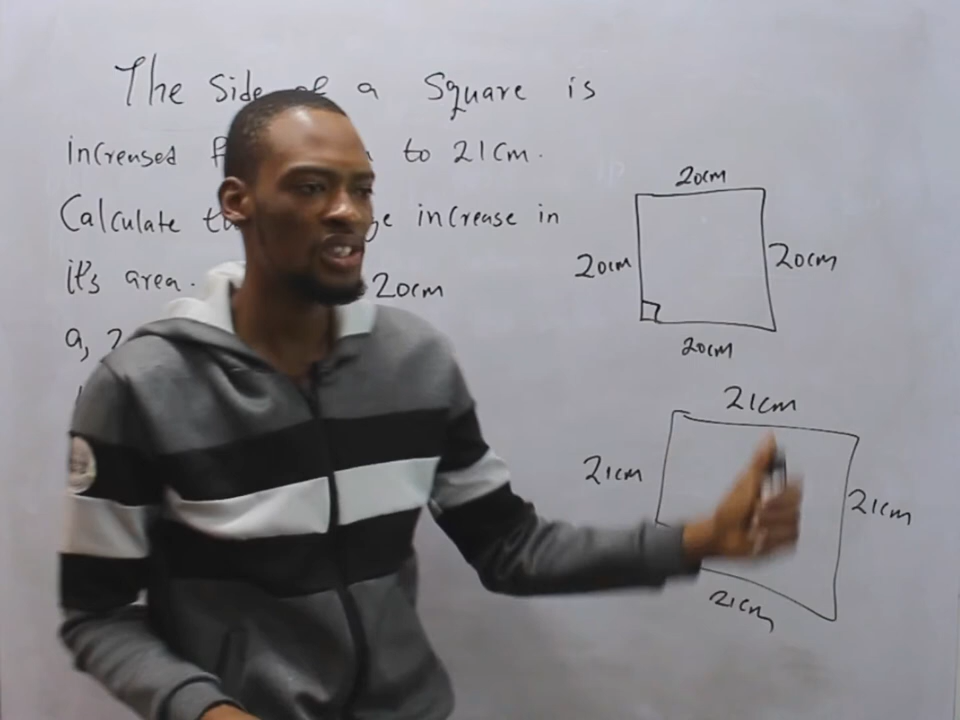 The Side of a Square is
increased to 21cm.
Calculate increase in
it's area. 20cm
a,
20cm
20cm
20cm
20cm
21cm
21cm
21cm
21cm